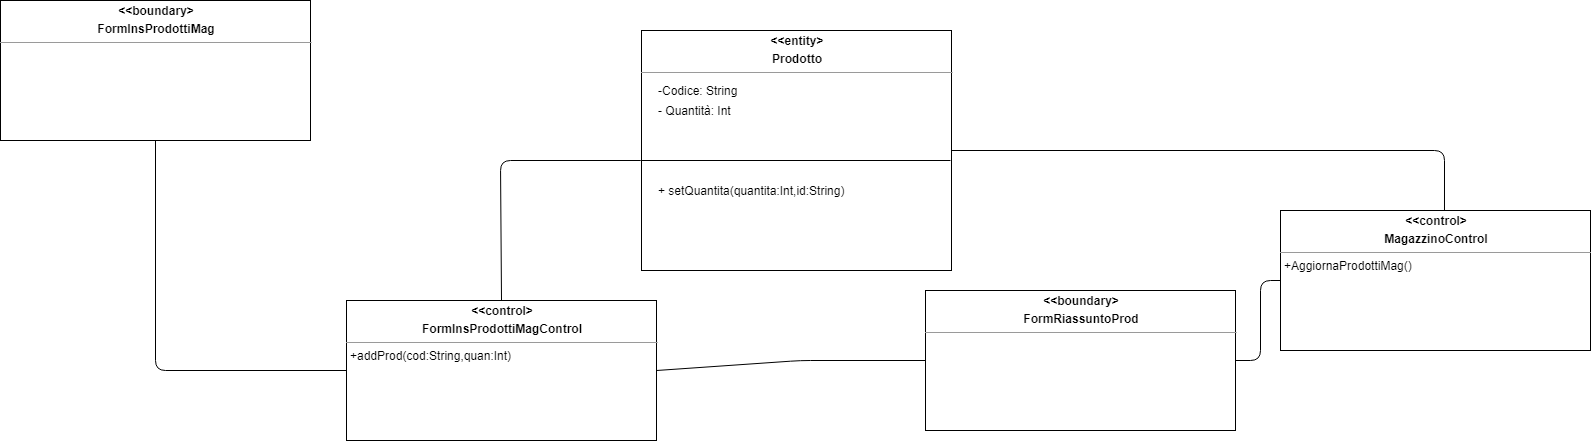 <<boundary>>
FormInsProdottiMag
<<entity>>
Prodotto
-Codice: String
- Quantità: Int
+ setQuantita(quantita:Int,id:String)
<<control>>
MagazzinoControl
+AggiornaProdottiMag()
<<control>>
FormInsProdottiMagControl
+addProd(cod:String,quan:Int)
<<boundary>>
FormRiassuntoProd